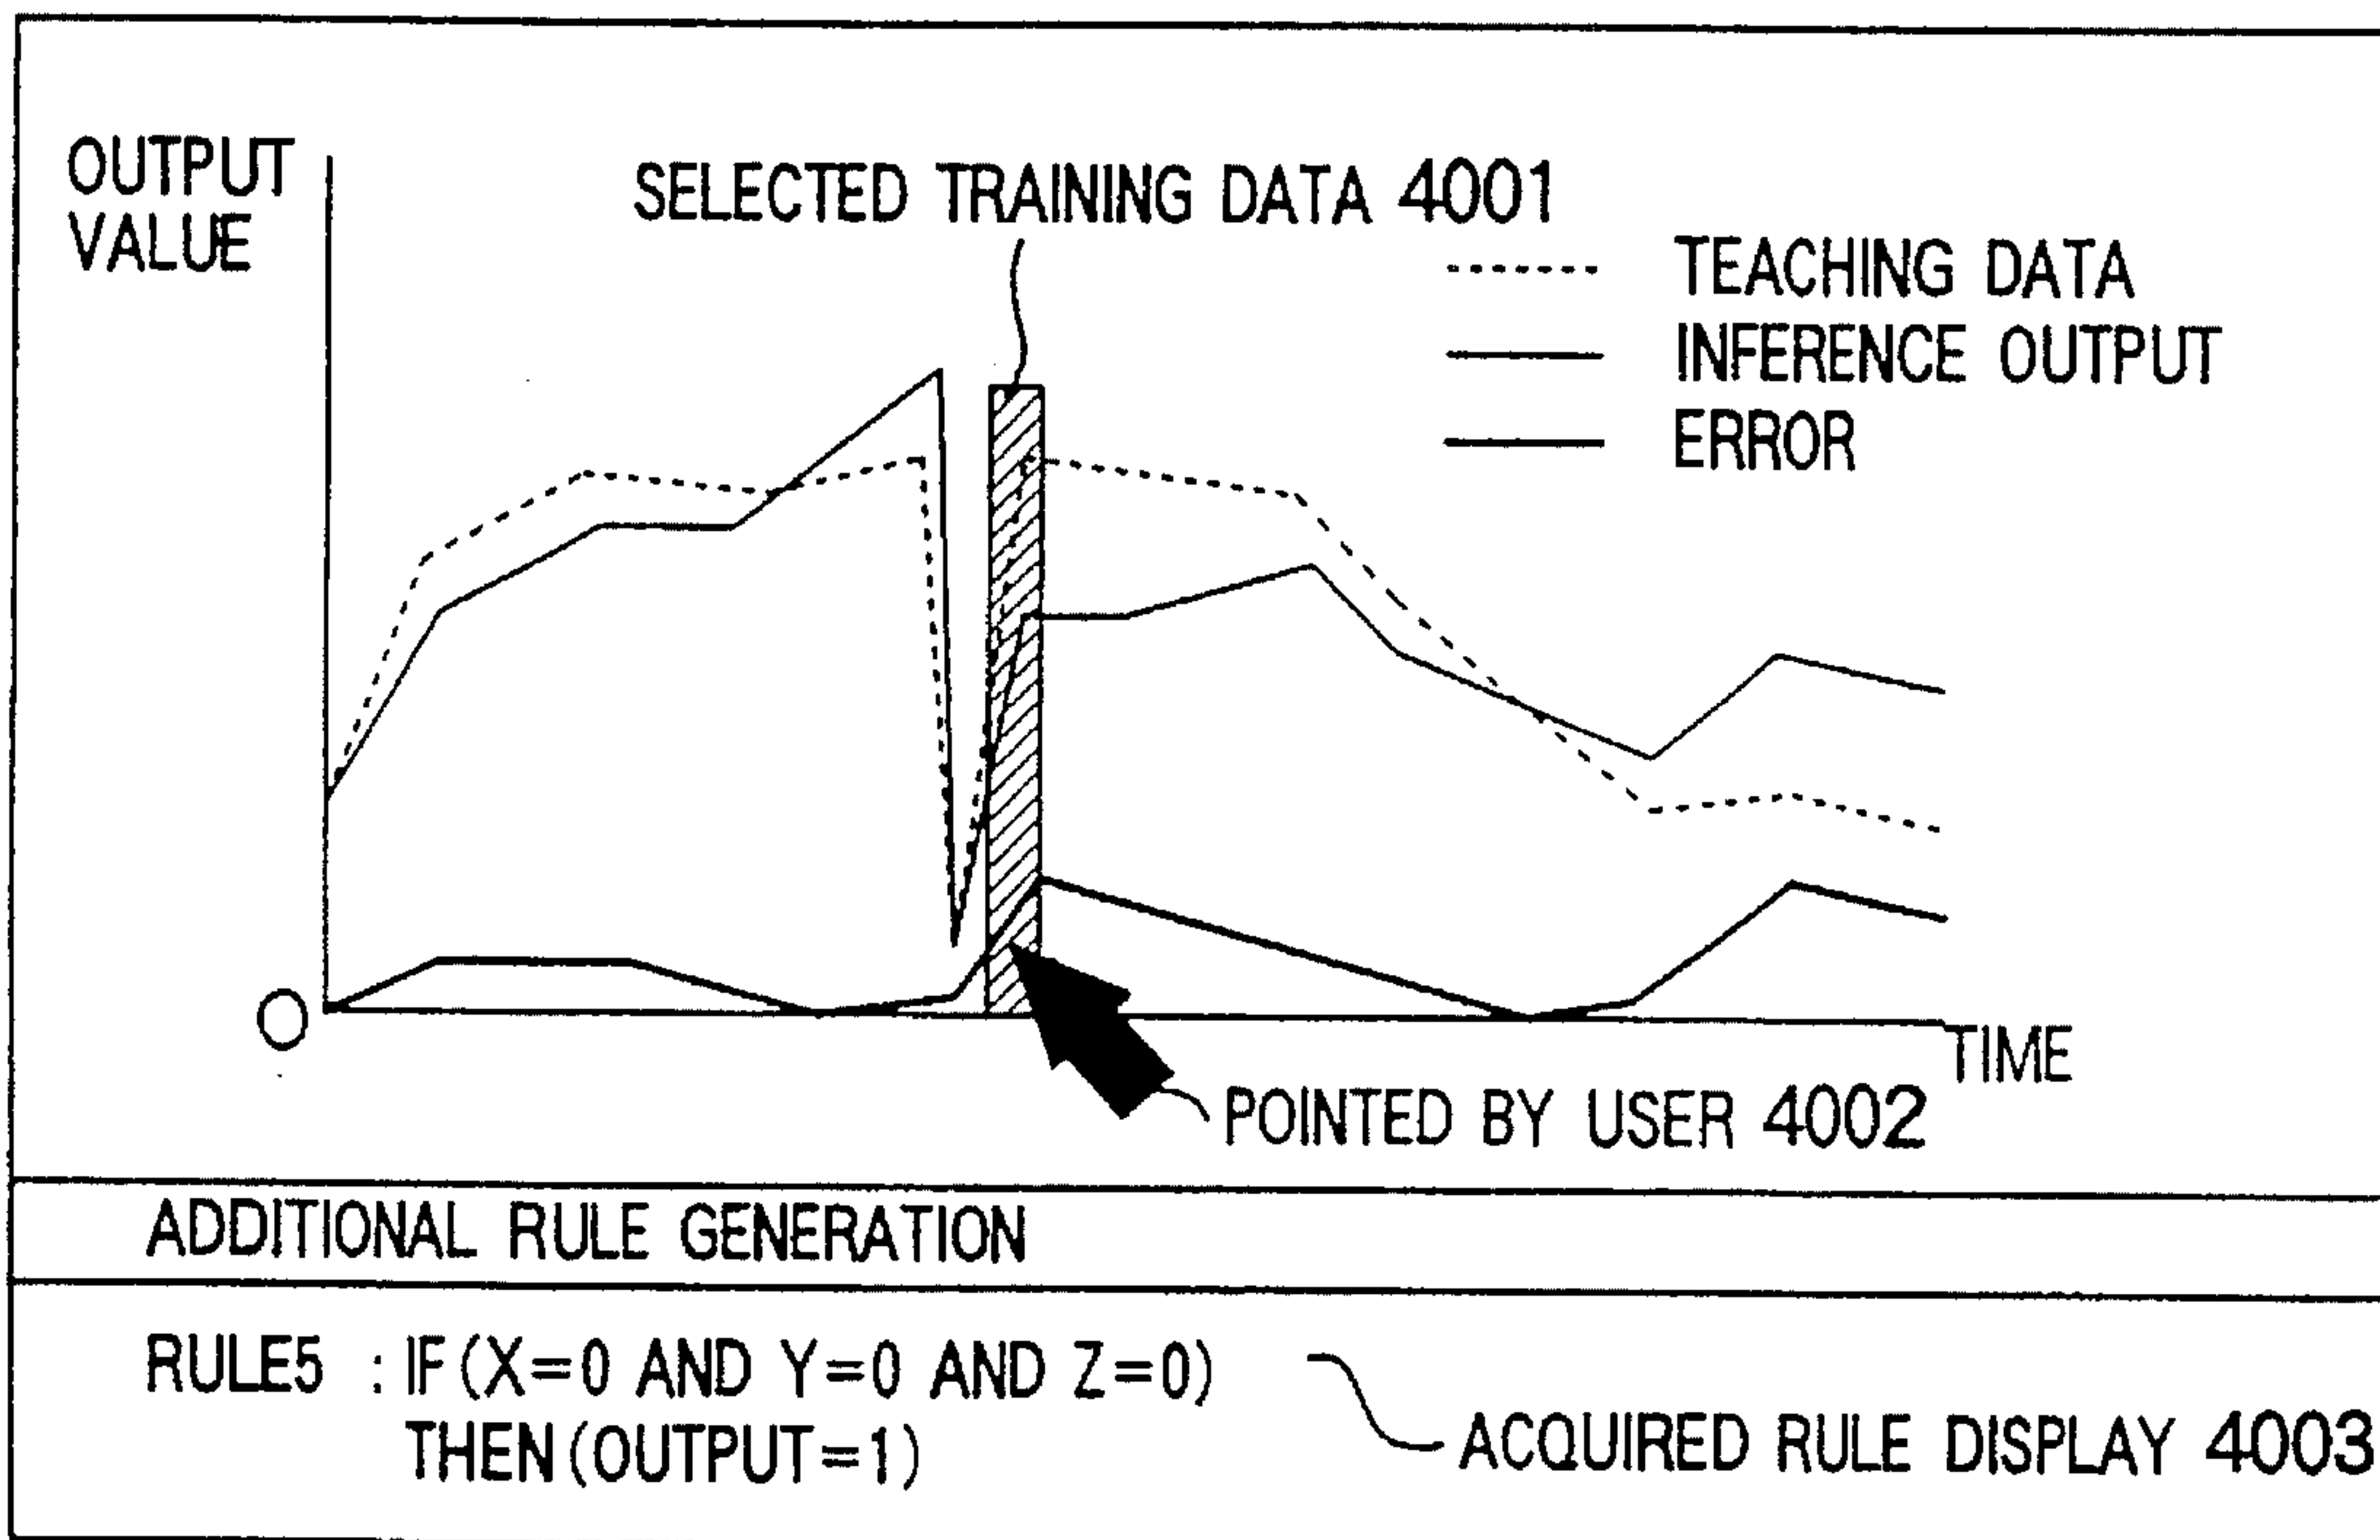 OUTPUT
VALUE
SELECTED TRAINING DATA 4001
TEACHING DATA
INFERENCE OUTPUT
ERROR
O
TIME
POINTED BY USER 4002
ADDITIONAL RULE GENERATION
RULE5 : IF (X=0 AND Y=0 AND Z=0)
THEN (OUTPUT=1)
ACQUIRED RULE DISPLAY 4003